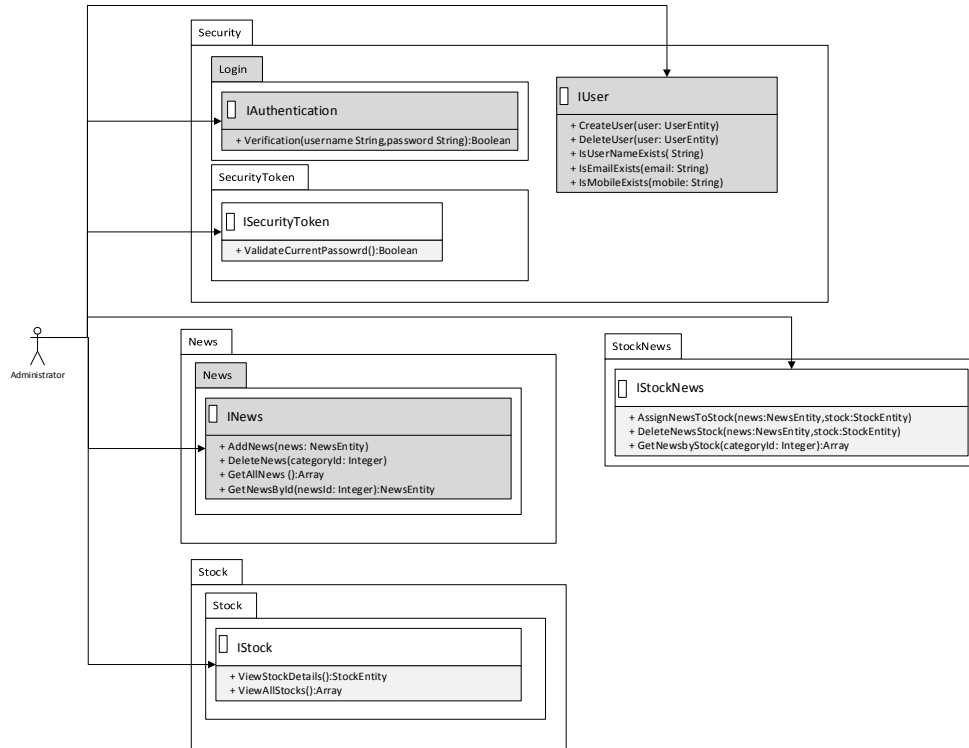 Security
Login
IAuthentication
+ Verification(username String,password String):Boolean
IUser
+ CreateUser(user: UserEntity)
+ DeleteUser(user: UserEntity)
+ IsUserNameExists( String)
+ IsEmailExists(email: String)
+ IsMobileExists(mobile: String)
SecurityToken
ISecurityToken
+ ValidateCurrentPassowrd():Boolean
Administrator
News
News
INews
+ AddNews(news: NewsEntity)
+ DeleteNews(categoryId: Integer)
+ GetAllNews ():Array
+ GetNewsById(newsId: Integer):NewsEntity
StockNews
IStockNews
+ AssignNewsToStock(news:NewsEntity,stock:StockEntity)
+ DeleteNewsStock(news:NewsEntity,stock:StockEntity)
+ GetNewsbyStock(categoryId: Integer):Array
Stock
Stock
IStock
+ ViewStockDetails():StockEntity
+ ViewAllStocks():Array